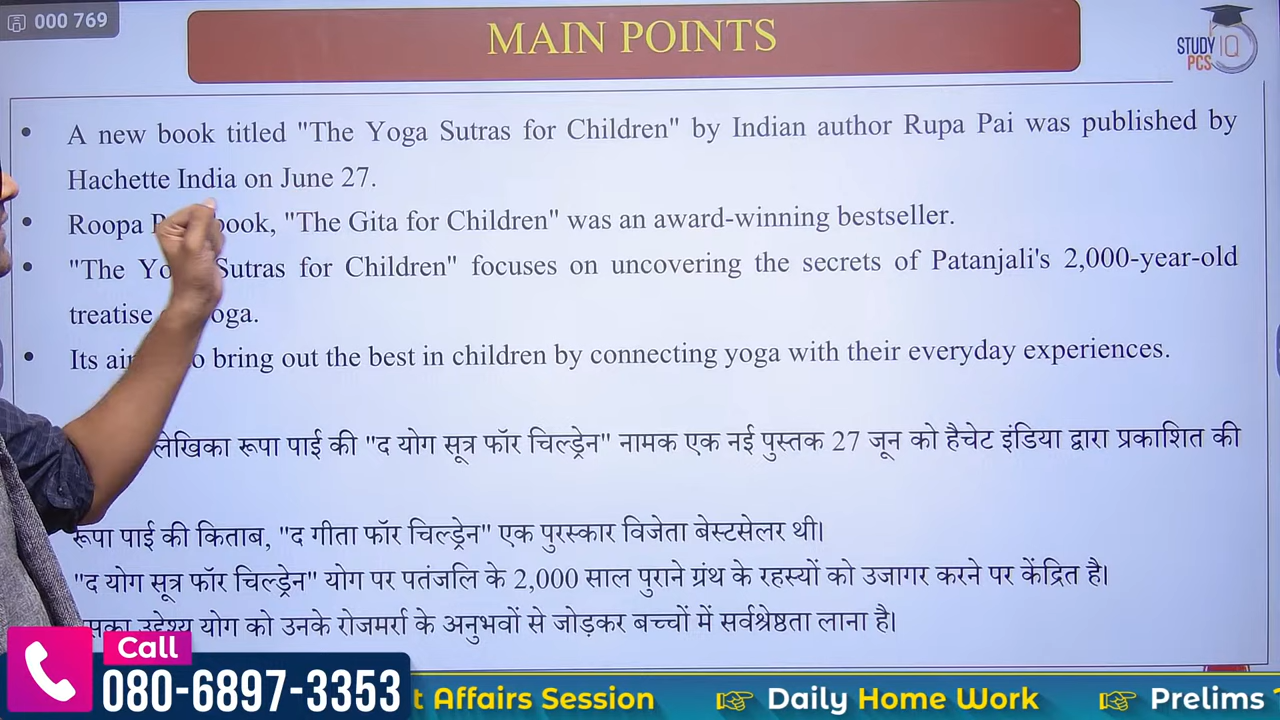 000 769
MAIN POINTS
STUDY IQ
PCS
• A new book titled "The Yoga Sutras for Children" by Indian author Rupa Pai was published by
Hachette India on June 27.
• Roopa book, "The Gita for Children" was an award-winning bestseller.
• "The Sutras for Children" focuses on uncovering the secrets of Patanjali's 2,000-year-old
treatise
• Its bring out the best in children by connecting yoga with their everyday experiences.
लेखिका रूपा पाई की "द योग सूत्र फॉर चिल्ड्रेन" नामक एक नई पुस्तक 27 जून को हैचेट इंडिया द्वारा प्रकाशित की
रूपा पाई की किताब, "द गीता फॉर चिल्ड्रेन" एक पुरस्कार विजेता बेस्टसेलर थी।
"द योग सूत्र फॉर चिल्ड्रेन" योग पर पतंजलि के 2,000 साल पुराने ग्रंथ के रहस्यों को उजागर करने पर केंद्रित है।
उद्देश्य योग को उनके रोजमर्रा के अनुभवों से जोड़कर बच्चों में सर्वश्रेष्ठता लाना है।
Call
080-6897-3353
t Affairs Session Daily Home Work Prelims